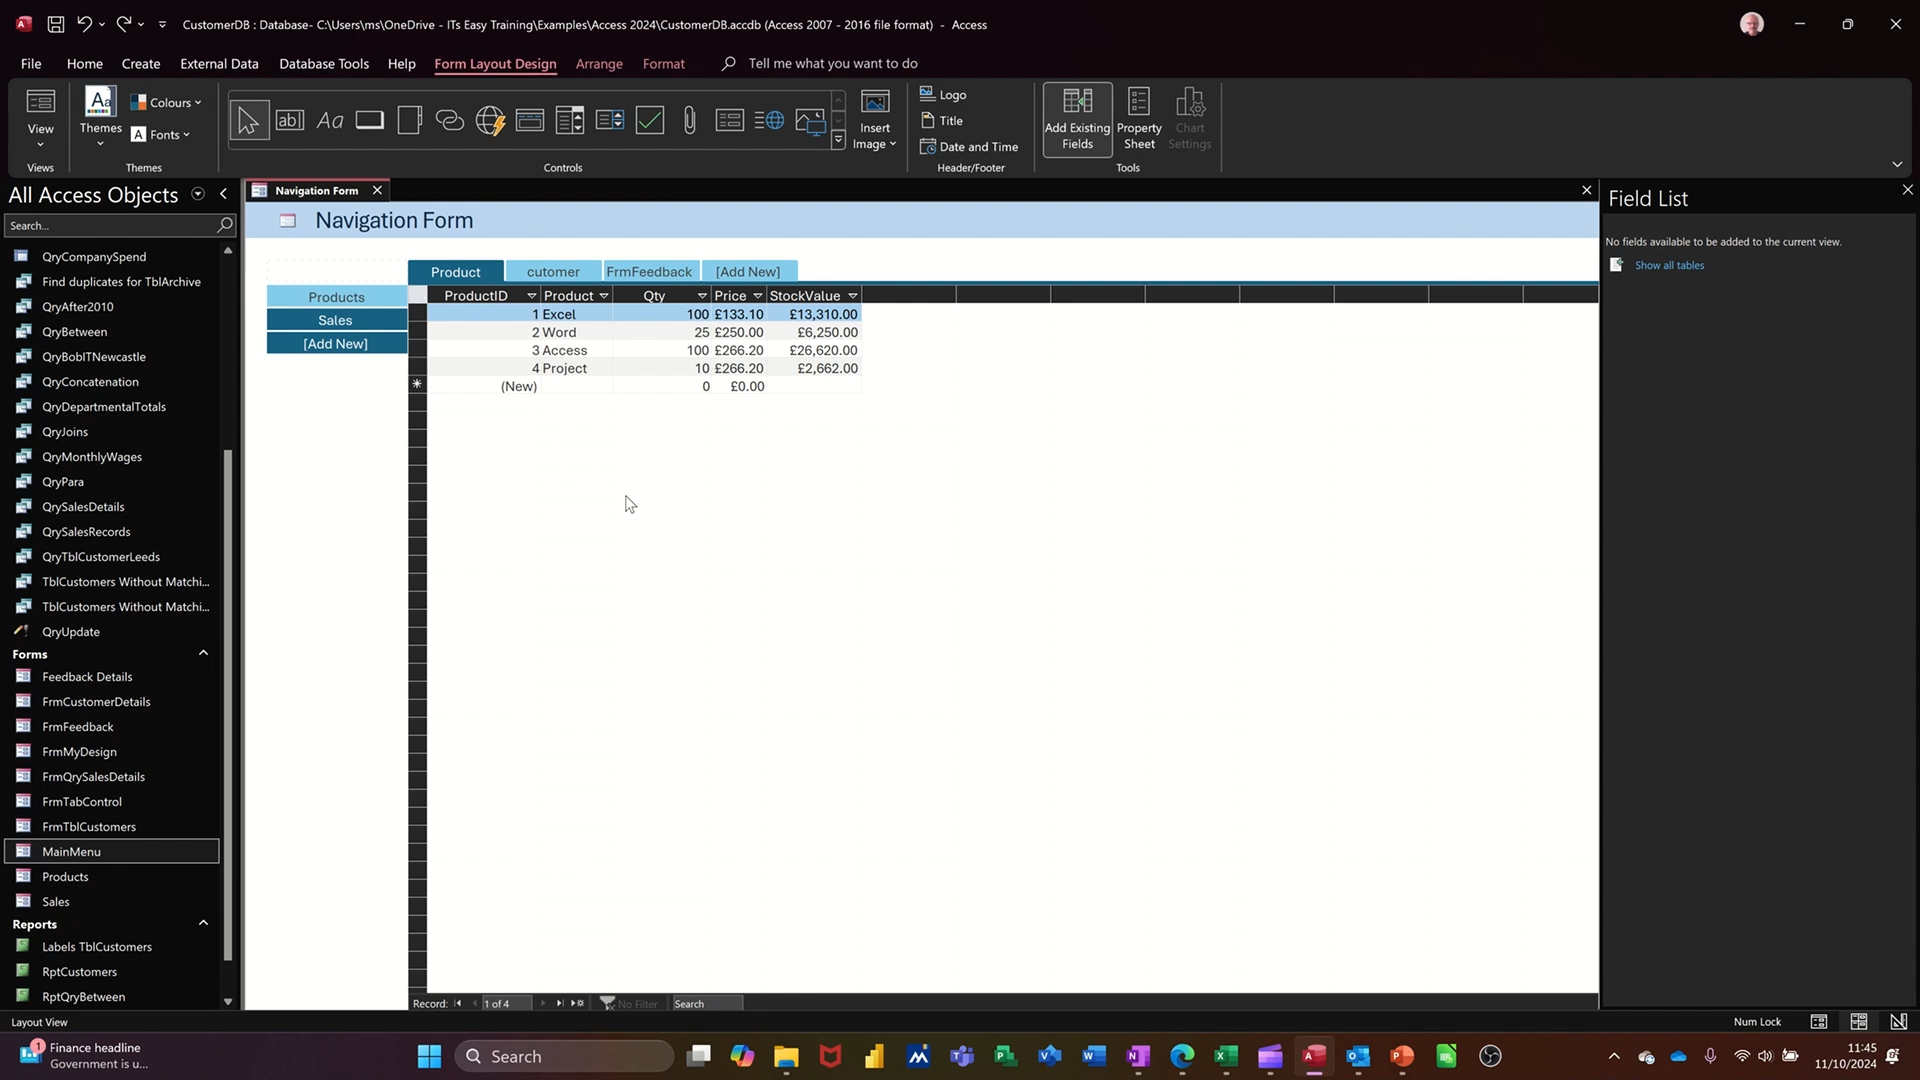 CustomerDB : Database- C:\Users\ms\OneDrive - ITs Easy Training\Examples\Access 2024\CustomerDB.accdb (Access 2007 - 2016 file format) - Access
File Home Create External Data Database Tools Help Form Layout Design Arrange Format Tell me what you want to do
View
Views
Themes
Colours
Fonts
Themes
Controls
Insert Image
Logo
Title
Date and Time
Header/Footer
Add Existing Fields
Property Sheet
Chart Settings
Tools
All Access Objects
Search...
QryCompanySpend
Find duplicates for TblArchive
QryAfter2010
QryBetween
QryBobITNewcastle
QryConcatenation
QryDepartmentalTotals
QryJoins
QryMonthlyWages
QryPara
QrySalesDetails
QrySalesRecords
QryTblCustomerLeeds
TblCustomers Without Matchi...
TblCustomers Without Matchi...
QryUpdate
Forms
Feedback Details
FrmCustomerDetails
FrmFeedback
FrmMyDesign
FrmQrySalesDetails
FrmTabControl
FrmTblCustomers
MainMenu
Products
Sales
Reports
Labels TblCustomers
RptCustomers
RptQryBetween
Navigation Form
Navigation Form
Product cutomer FrmFeedback [Add New]
Products
Sales
[Add New]
ProductID Product Qty Price StockValue
1 Excel 100 £133.10 £13,310.00
2 Word 25 £250.00 £6,250.00
3 Access 100 £266.20 £26,620.00
4 Project 10 £266.20 £2,662.00
(New) 0 £0.00
Record: 1 of 4 No Filter Search
Field List
No fields available to be added to the current view.
Show all tables
Layout View Num Lock
1
Finance headline
Government is u...
Search
11:45
11/10/2024